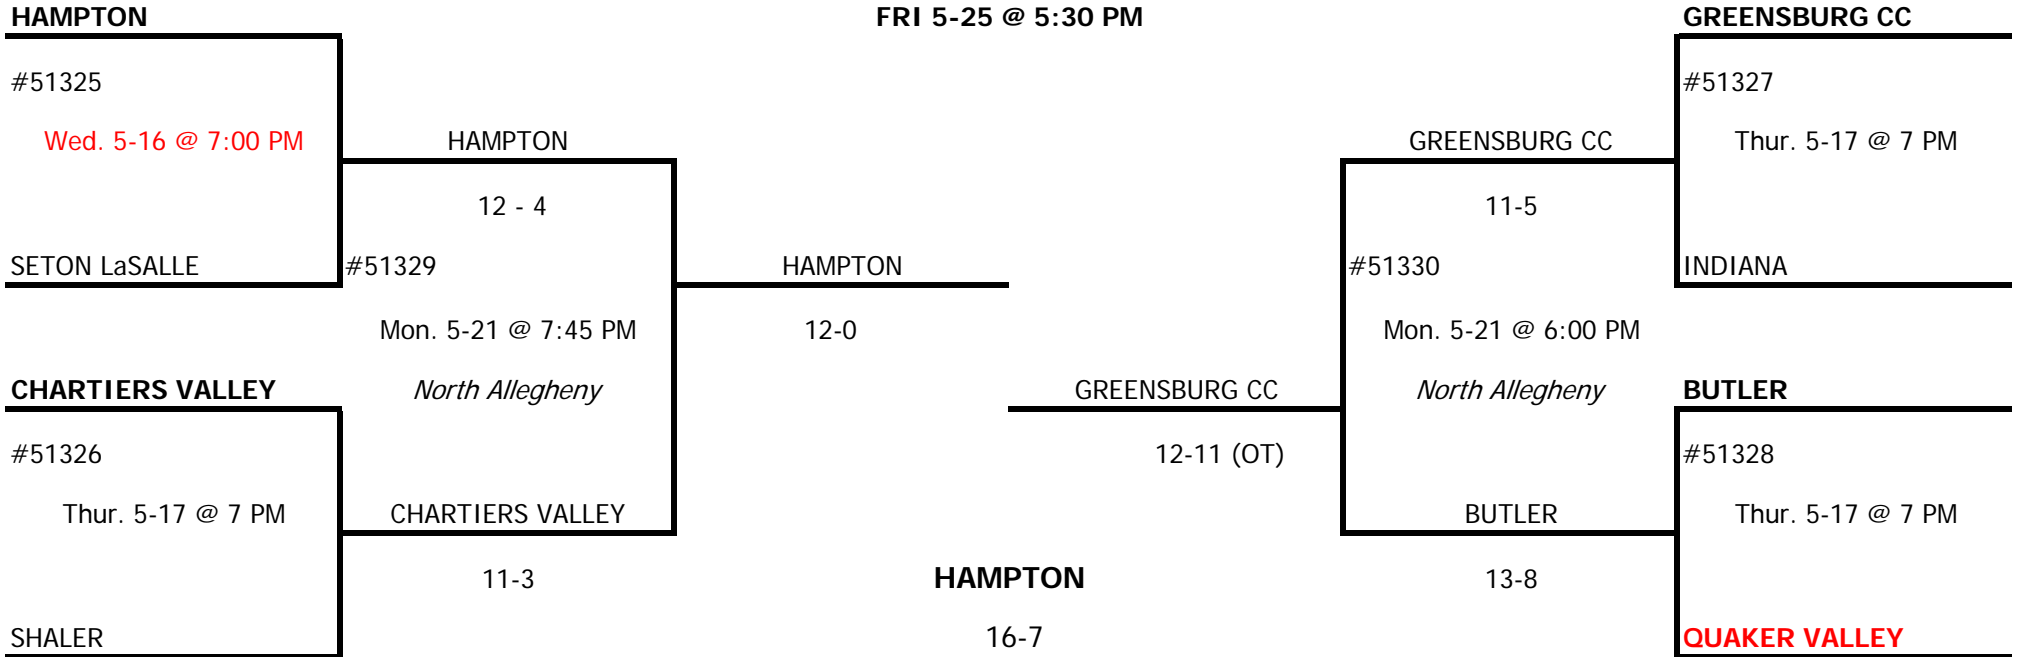 HAMPTON
FRI 5-25 @ 5:30 PM
GREENSBURG CC
#51325
#51327
Wed. 5-16 @ 7:00 PM
HAMPTON
GREENSBURG CC
Thur. 5-17 @ 7 PM
12 - 4
11-5
SETON LaSALLE
#51329
HAMPTON
#51330
INDIANA
Mon. 5-21 @ 7:45 PM
12-0
Mon. 5-21 @ 6:00 PM
CHARTIERS VALLEY
North Allegheny
GREENSBURG CC
North Allegheny
BUTLER
#51326
12-11 (OT)
#51328
Thur. 5-17 @ 7 PM
CHARTIERS VALLEY
BUTLER
Thur. 5-17 @ 7 PM
11-3
HAMPTON
13-8
SHALER
16-7
QUAKER VALLEY